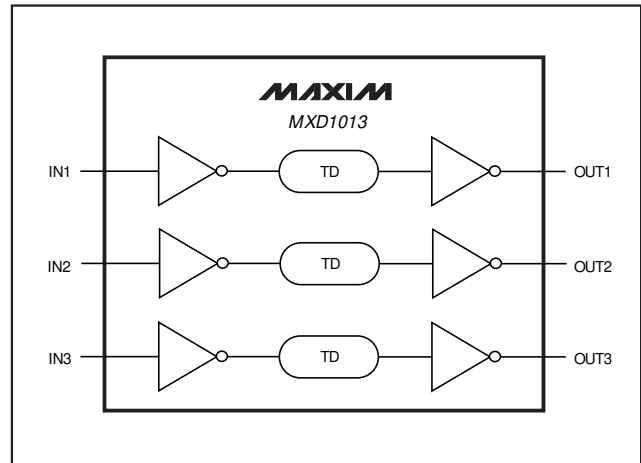 MAXIM
MXD1013
IN1 TD OUT1
IN2 TD OUT2
IN3 TD OUT3